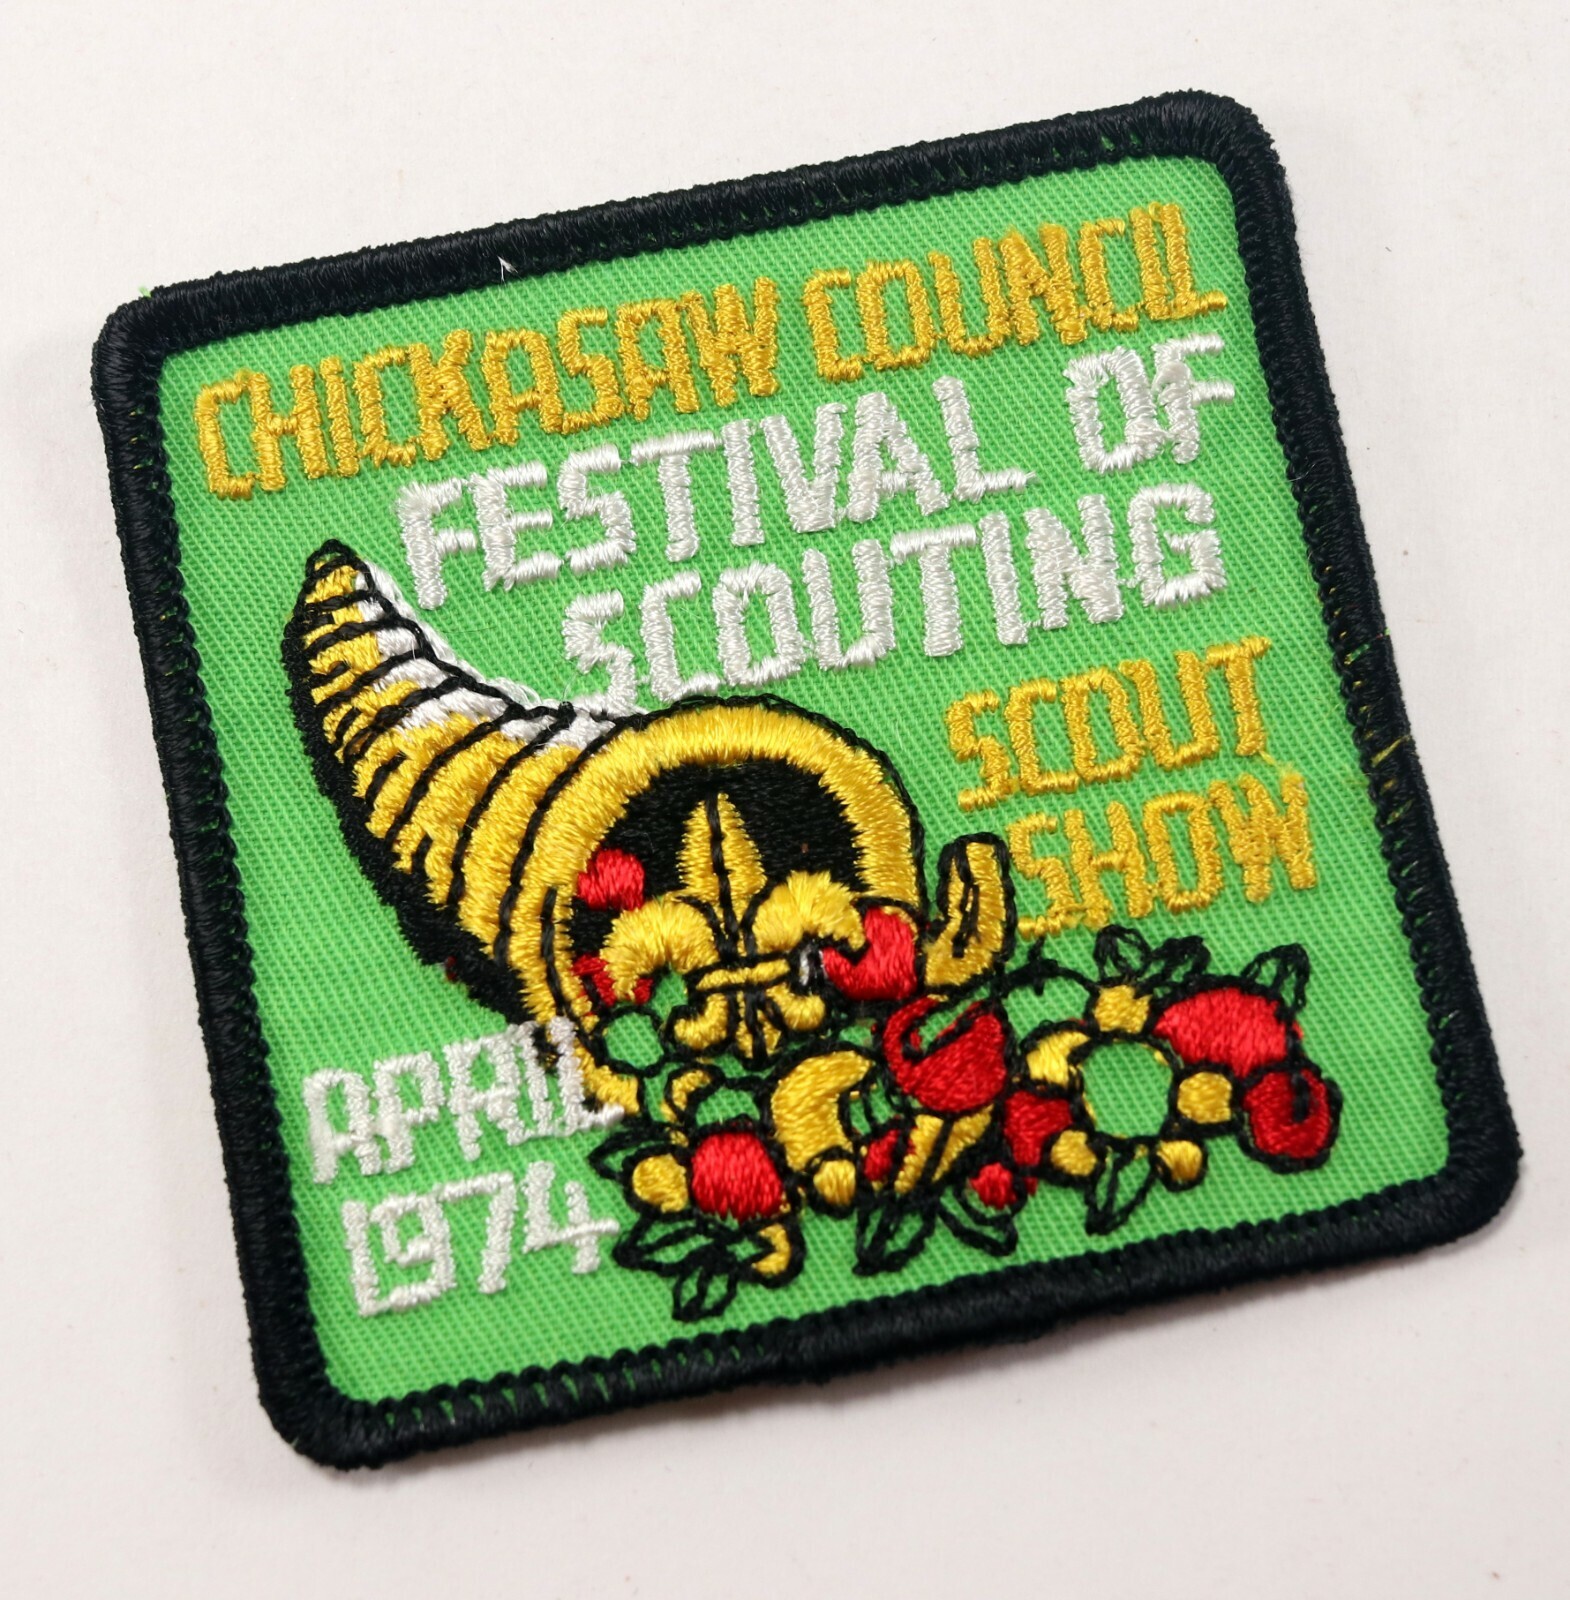 CHICKASAW COUNCIL
FESTIVAL OF
SCOUTING
SCOUT
SHOW
APRIL
1974